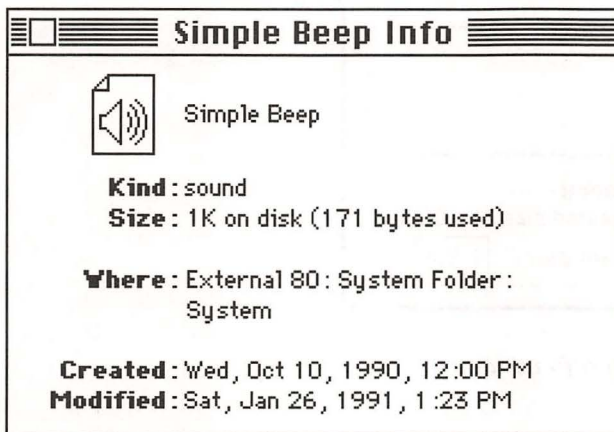 Simple Beep Info
Simple Beep
Kind: sound
Size: 1K on disk (171 bytes used)
Where: External 80: System Folder:
System
Created: Wed, Oct 10, 1990, 12:00 PM
Modified: Sat, Jan 26, 1991, 1:23 PM